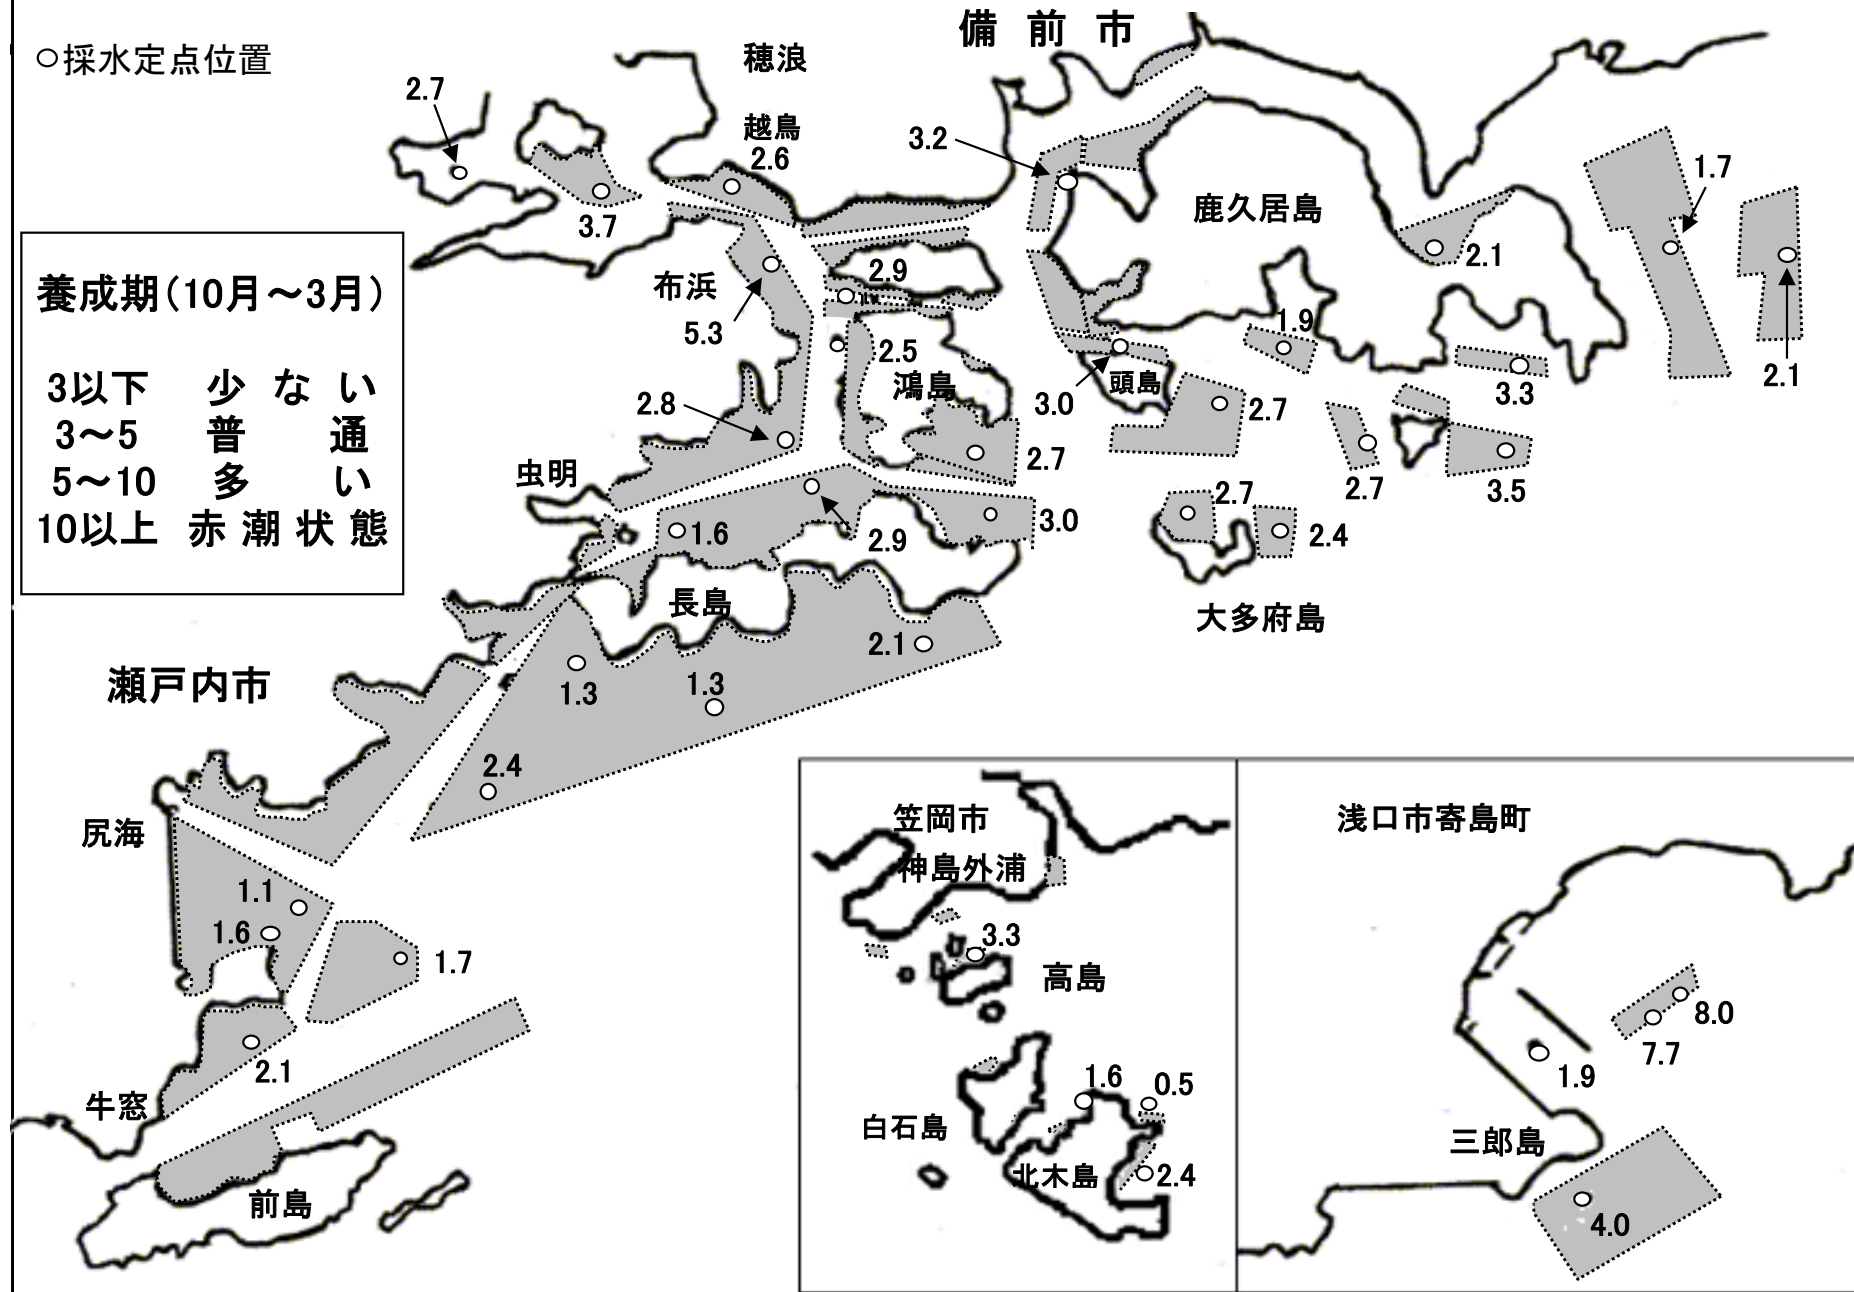 備前市
○採水定点位置
穂浪
2.7
越鳥
2.6
3.2
1.7
3.7
鹿久居島
養成期(10月～3月)
3以下 少ない
3～5 普通
5～10 多い
10以上 赤潮状態
布浜
2.9
2.1
5.3
1.9
2.5
鴻島
頭島
2.1
2.8
3.0
3.3
2.7
2.7
虫明
2.7
3.5
2.7
1.6
2.9
3.0
2.4
長島
大多府島
2.1
瀬戸内市
1.3
1.3
2.4
尻海
1.1
1.6
1.7
2.1
牛窓
前島
笠岡市
神島外浦
3.3
高島
1.6
0.5
白石島
北木島
2.4
浅口市寄島町
8.0
7.7
1.9
三郎島
4.0